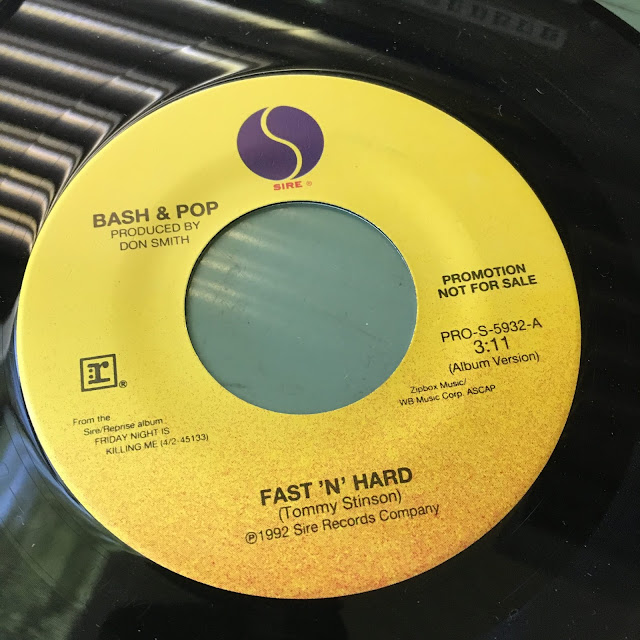 SIRE ®
BASH & POP
PRODUCED BY
DON SMITH
PROMOTION
NOT FOR SALE
PRO-S-5932-A
3:11
(Album Version)
Zipbox Music/
WB Music Corp. ASCAP
r ®
From the
Sire/Reprise album:
FRIDAY NIGHT IS
KILLING ME (4/2-45133)
FAST 'N' HARD
(Tommy Stinson)
℗1992 Sire Records Company